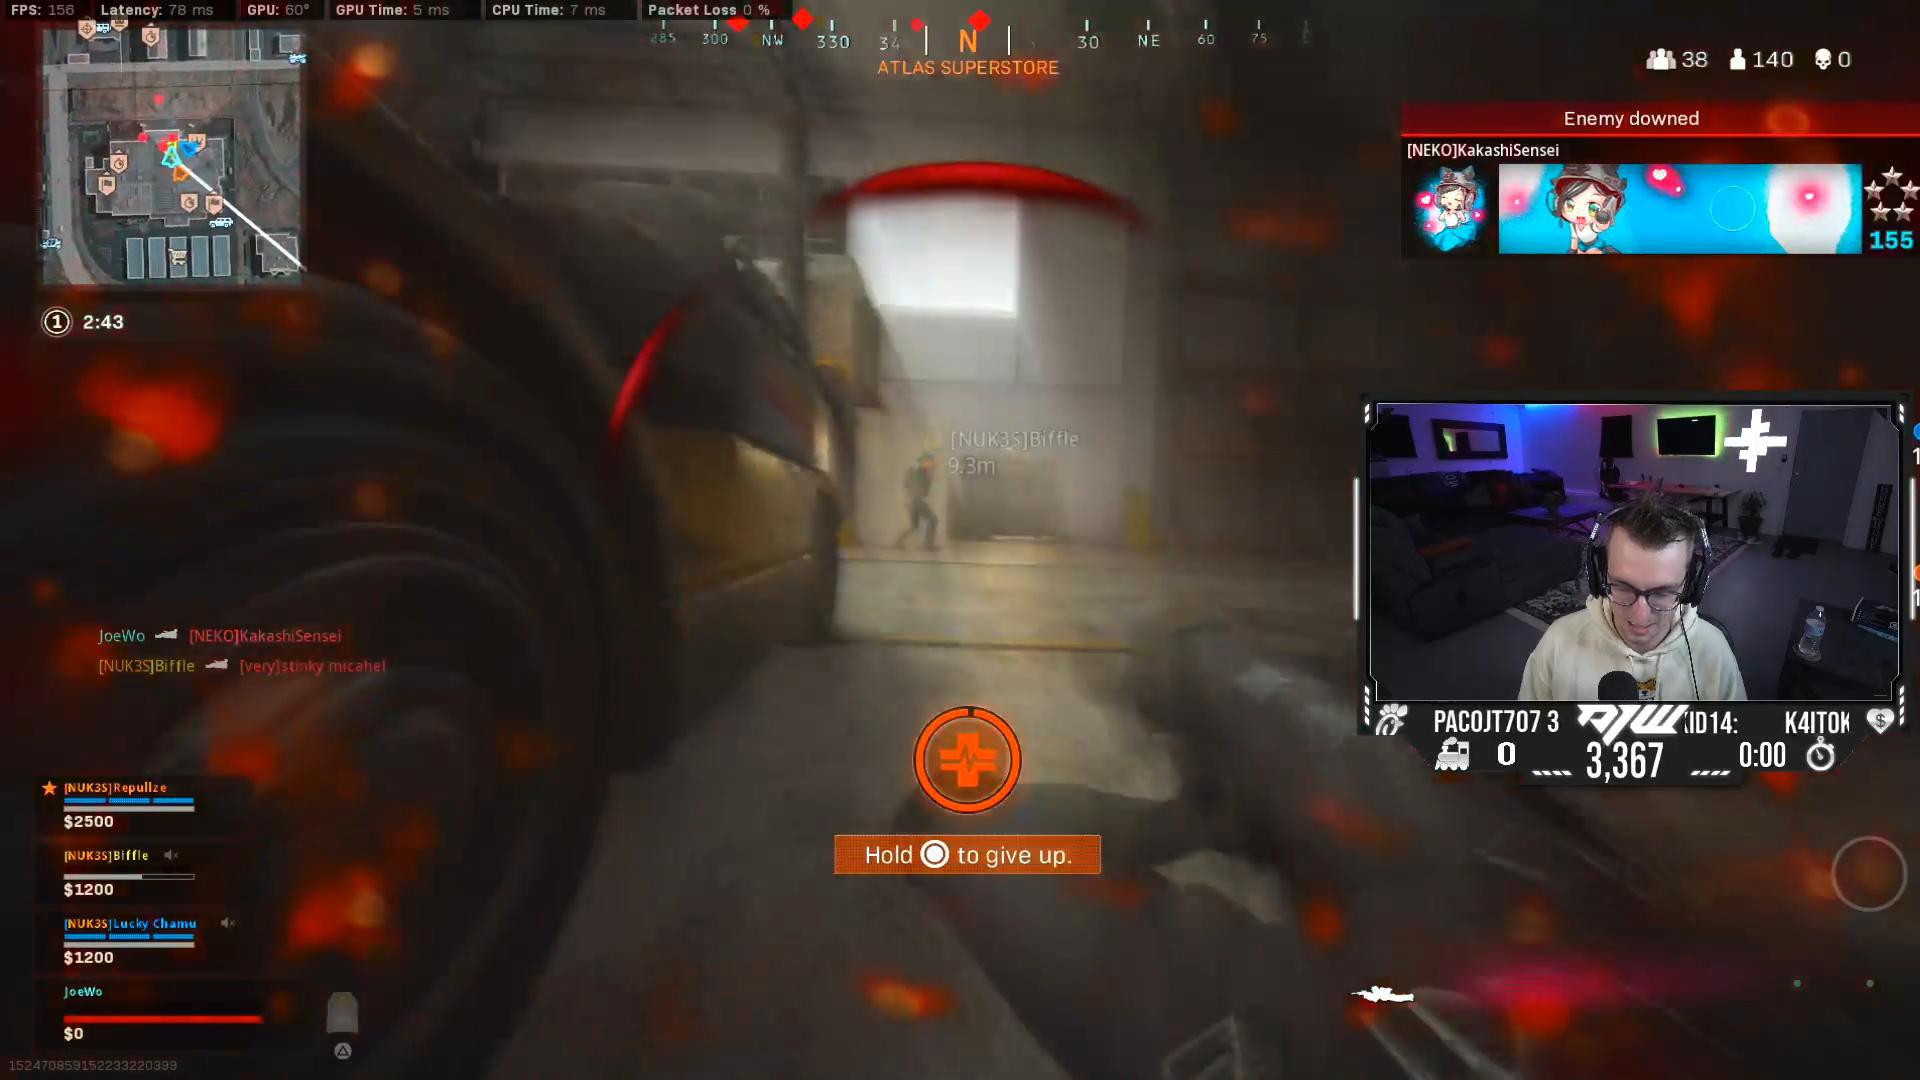 FPS: 156 Latency: 78 ms GPU: 60° GPU Time: 5 ms CPU Time: 7 ms Packet Loss 0 %
285 300 NW 330 34 N 30 NE 60 75 E
ATLAS SUPERSTORE
38 140 0
Enemy downed
[NEKO]KakashiSensei
155
1 2:43
[NUK3S]Biffle
9.3m
JoeWo [NEKO]KakashiSensei
[NUK3S]Biffle [very]stinky micahel
PACOJT707 3 AJW KID14: K4ITOK
0 3,367 0:00
[NUK3S]Repullze
$2500
Hold to give up.
[NUK3S]Biffle
$1200
[NUK3S]Lucky Chamu
$1200
JoeWo
$0
152470859152233220399